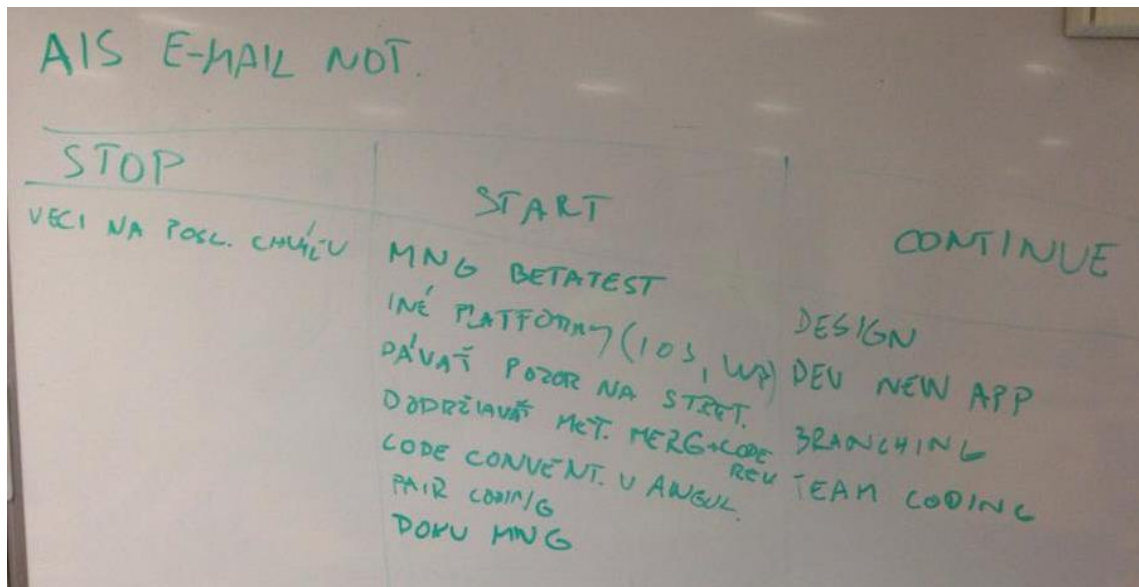 AIS E-MAIL NOT.
STOP
VECI NA POSL. CHVÍĽU
START
MNG BETATEST
INÉ PLATFORMY (IOS, WP)
DÁVAŤ POZOR NA STRET.
DODRŽIAVAŤ MET. MERG+CODE REV
CODE CONVENT. V ANGUL.
PAIR CODING
DOKU MNG
CONTINUE
DESIGN
DEV NEW APP
BRANCHING
TEAM CODING